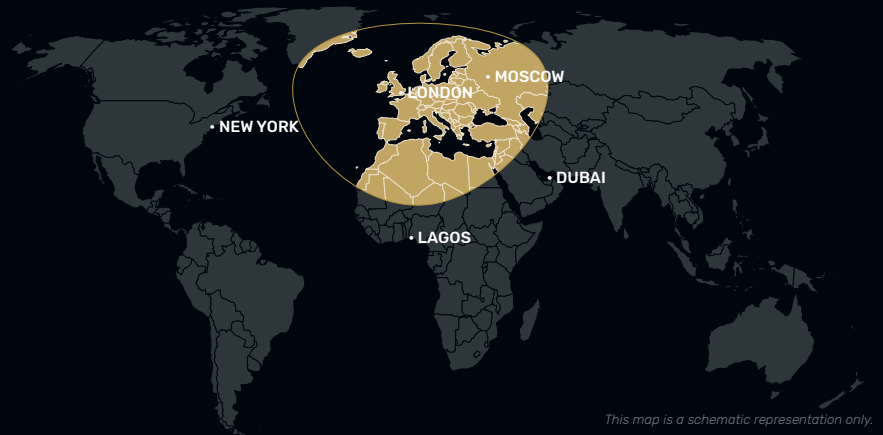 MOSCOW
LONDON
NEW YORK
DUBAI
LAGOS
This map is a schematic representation only.